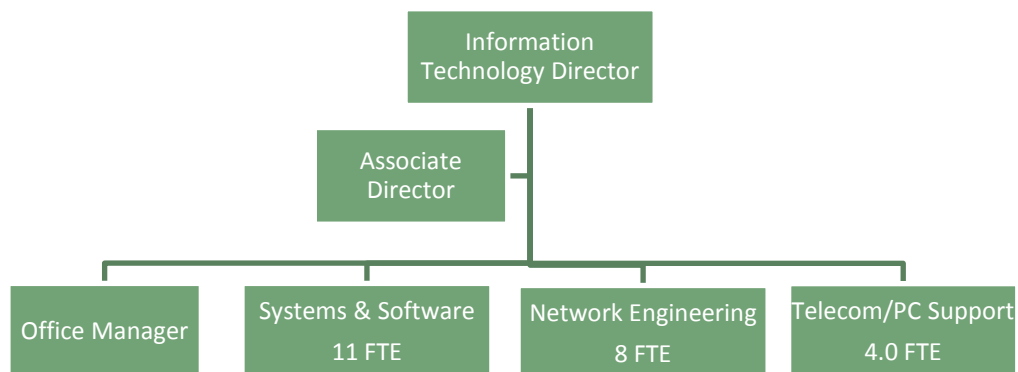 Information
Technology Director
Associate
Director
Office Manager
Systems & Software
11 FTE
Network Engineering
8 FTE
Telecom/PC Support
4.0 FTE